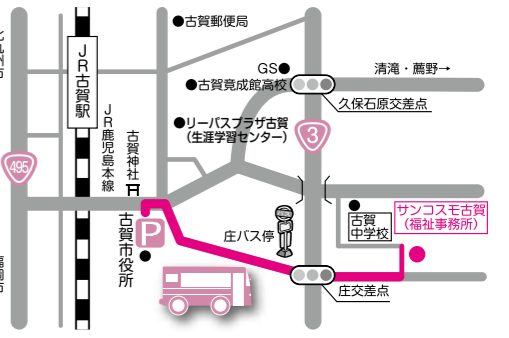 古賀郵便局
GS
古賀竟成館高校
清滝・薦野→
久保石原交差点
JR古賀駅
JR鹿児島本線
古賀神社
リーパスプラザ古賀
(生涯学習センター)
3
495
古賀市役所
P
庄バス停
古賀
中学校
サンコスモ古賀
(福祉事務所)
庄交差点